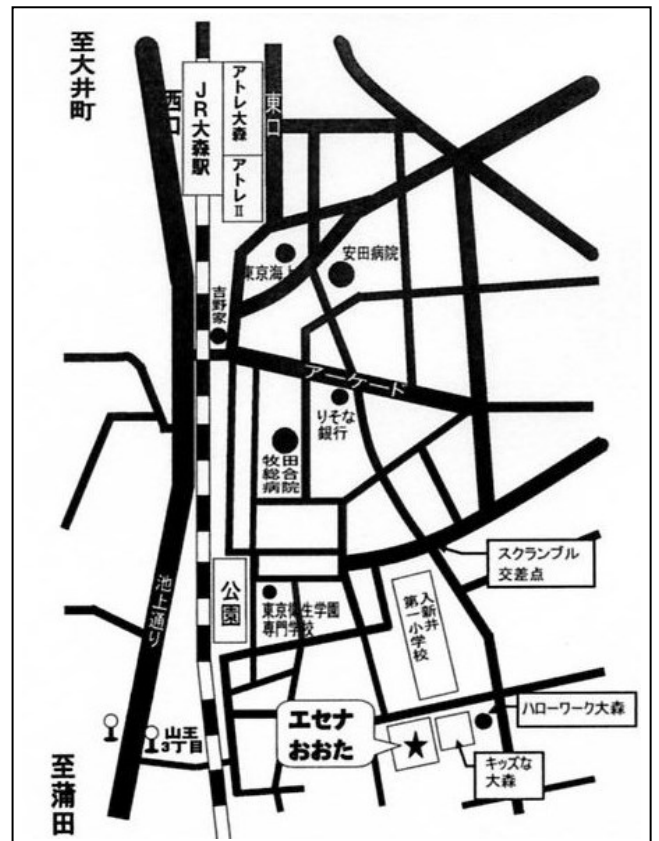 至大井町
西口
JR大森駅
アトレ大森
アトレⅡ
東口
東京海上
安田病院
吉野家
アーケード
りそな
銀行
牧田
総合
病院
スクランブル
交差点
池上通り
公園
東京衛生学園
専門学校
入新井
第一小学校
ハローワーク大森
エセナ
おおた
キッズな
大森
山王
3丁目
至蒲田